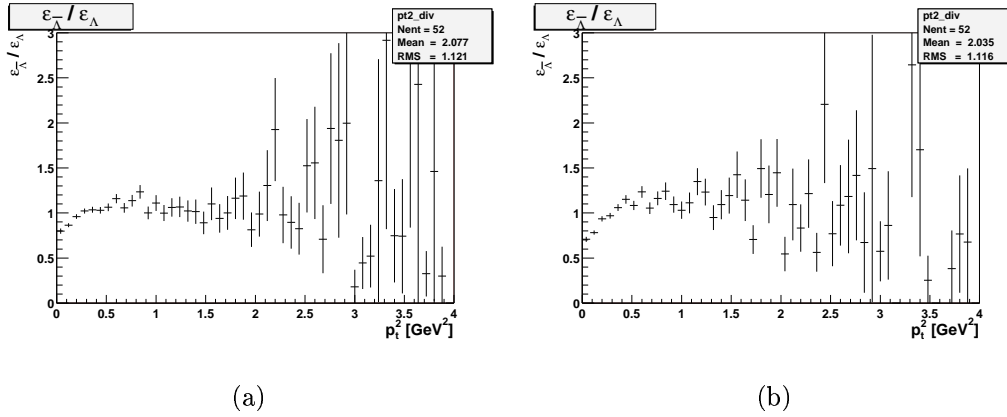 ε_Λ̅ / ε_Λ
pt2_div
Nent = 52
Mean = 2.077
RMS = 1.121
ε_Λ̅ / ε_Λ
3
2.5
2
1.5
1
0.5
0
0 0.5 1 1.5 2 2.5 3 3.5 4
p_t^2 [GeV^2]
(a)
ε_Λ̅ / ε_Λ
pt2_div
Nent = 52
Mean = 2.035
RMS = 1.116
ε_Λ̅ / ε_Λ
3
2.5
2
1.5
1
0.5
0
0 0.5 1 1.5 2 2.5 3 3.5 4
p_t^2 [GeV^2]
(b)